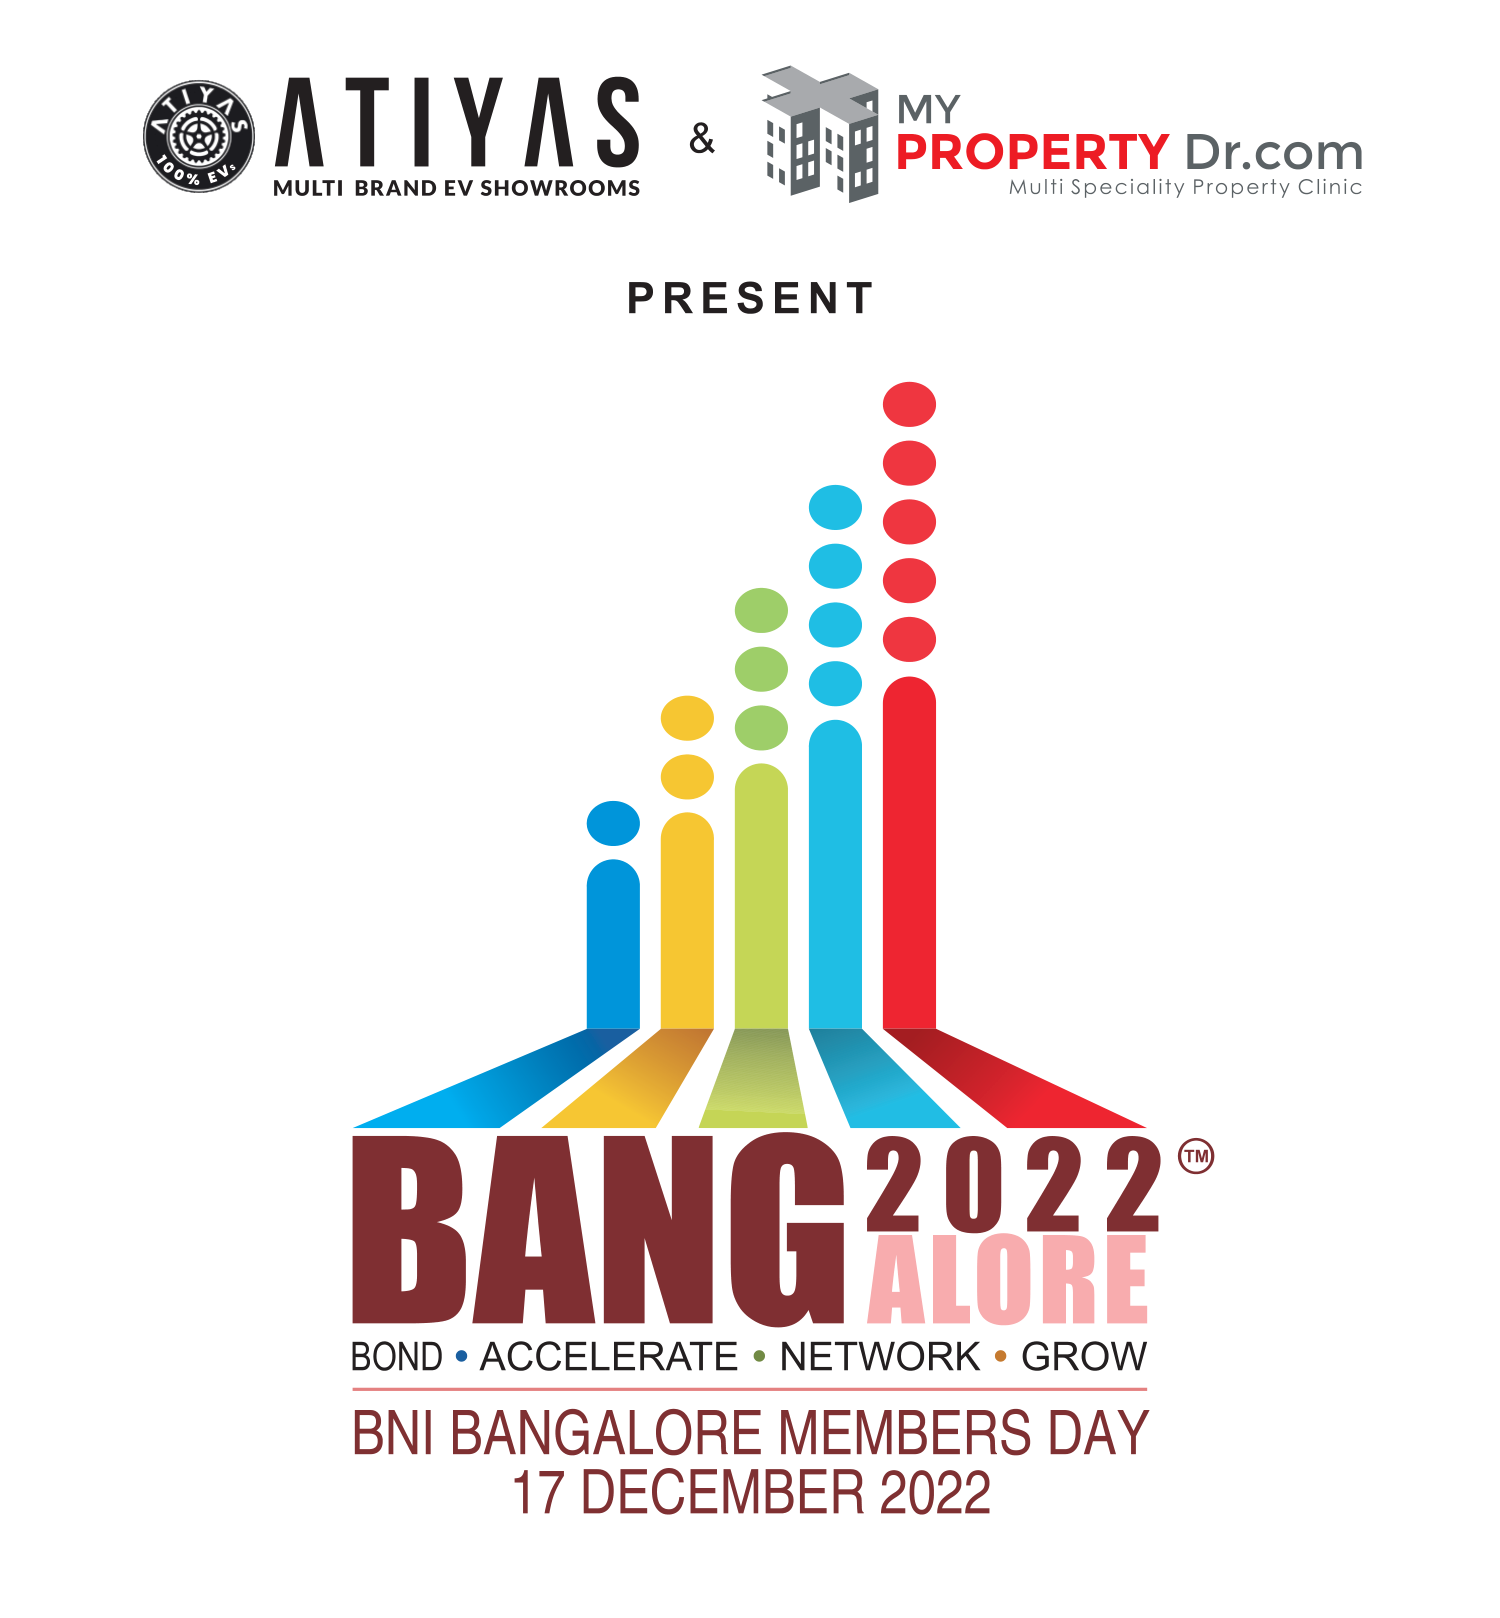 ATIYAS
100% EVs
ATIYAS
MULTI BRAND EV SHOWROOMS
&
MY
PROPERTY Dr.com
Multi Speciality Property Clinic
PRESENT
BANG 2022 TM
ALORE
BOND • ACCELERATE • NETWORK • GROW
BNI BANGALORE MEMBERS DAY
17 DECEMBER 2022